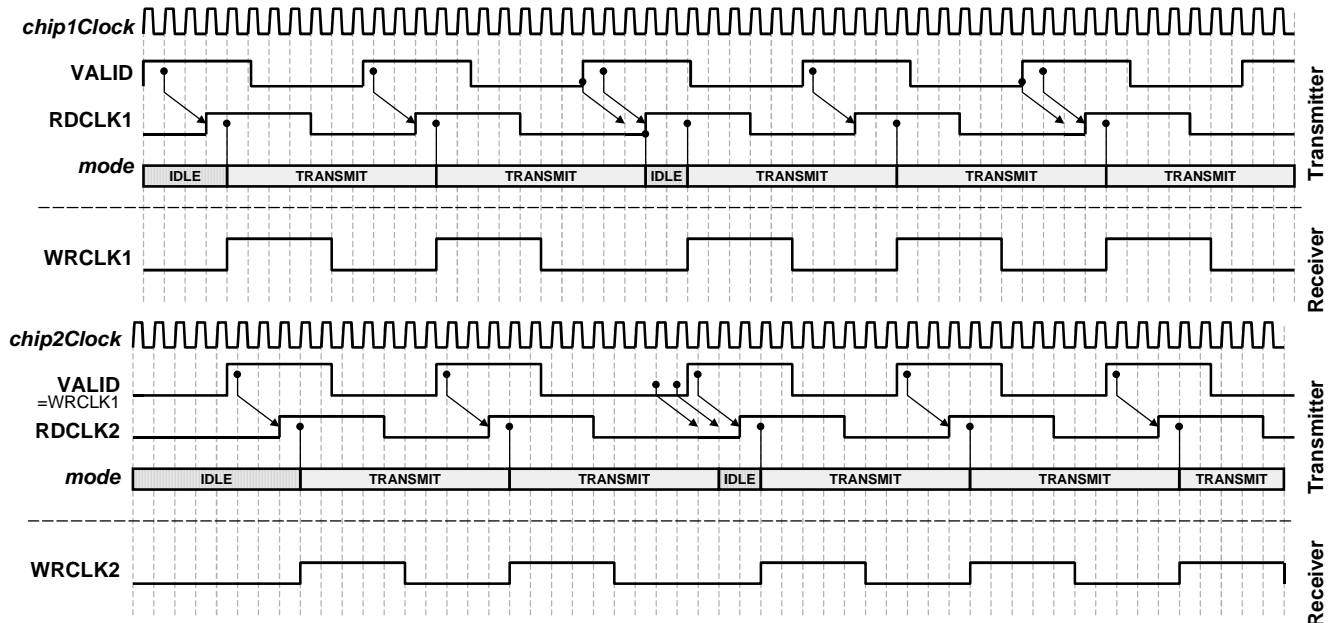 chip1Clock
VALID
RDCLK1
mode
IDLE TRANSMIT TRANSMIT IDLE TRANSMIT TRANSMIT TRANSMIT
Transmitter
WRCLK1
Receiver
chip2Clock
VALID
=WRCLK1
RDCLK2
mode
IDLE TRANSMIT TRANSMIT IDLE TRANSMIT TRANSMIT TRANSMIT
Transmitter
WRCLK2
Receiver